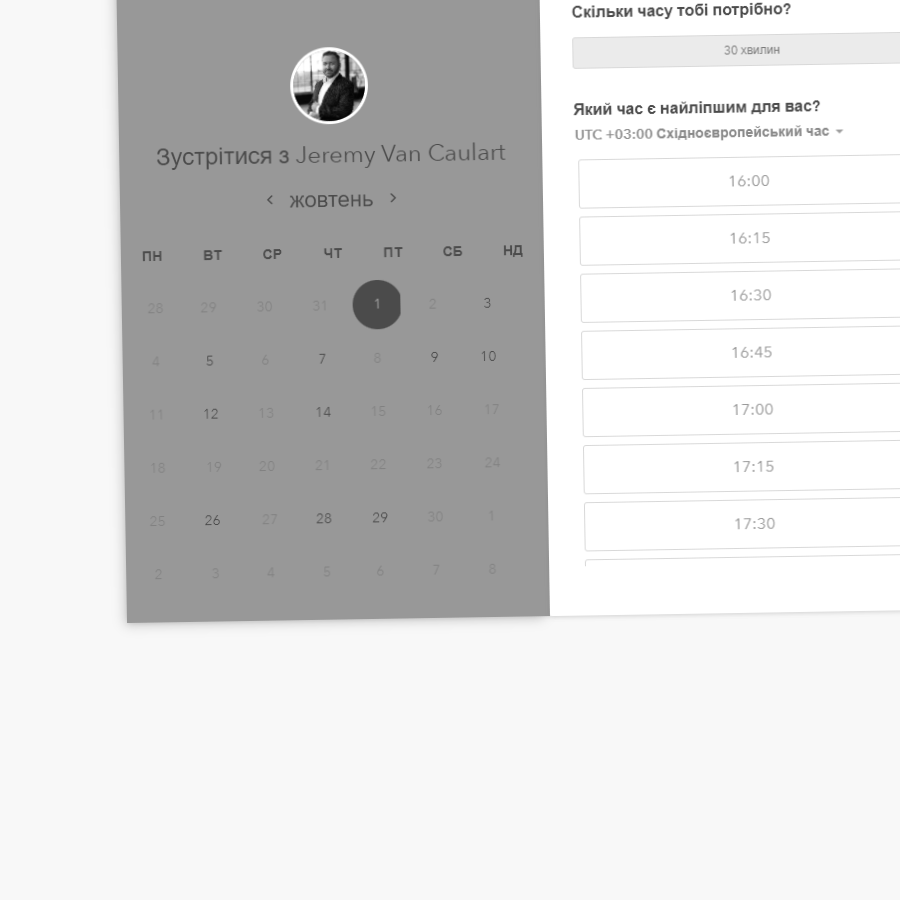 Зустрітися з Jeremy Van Caulart
жовтень
ПН ВТ СР ЧТ ПТ СБ НД
28 29 30 31 1 2 3
4 5 6 7 8 9 10
11 12 13 14 15 16 17
18 19 20 21 22 23 24
25 26 27 28 29 30 1
2 3 4 5 6 7 8
Скільки часу тобі потрібно?
30 хвилин
Який час є найліпшим для вас?
UTC +03:00 Східноєвропейський час
16:00
16:15
16:30
16:45
17:00
17:15
17:30